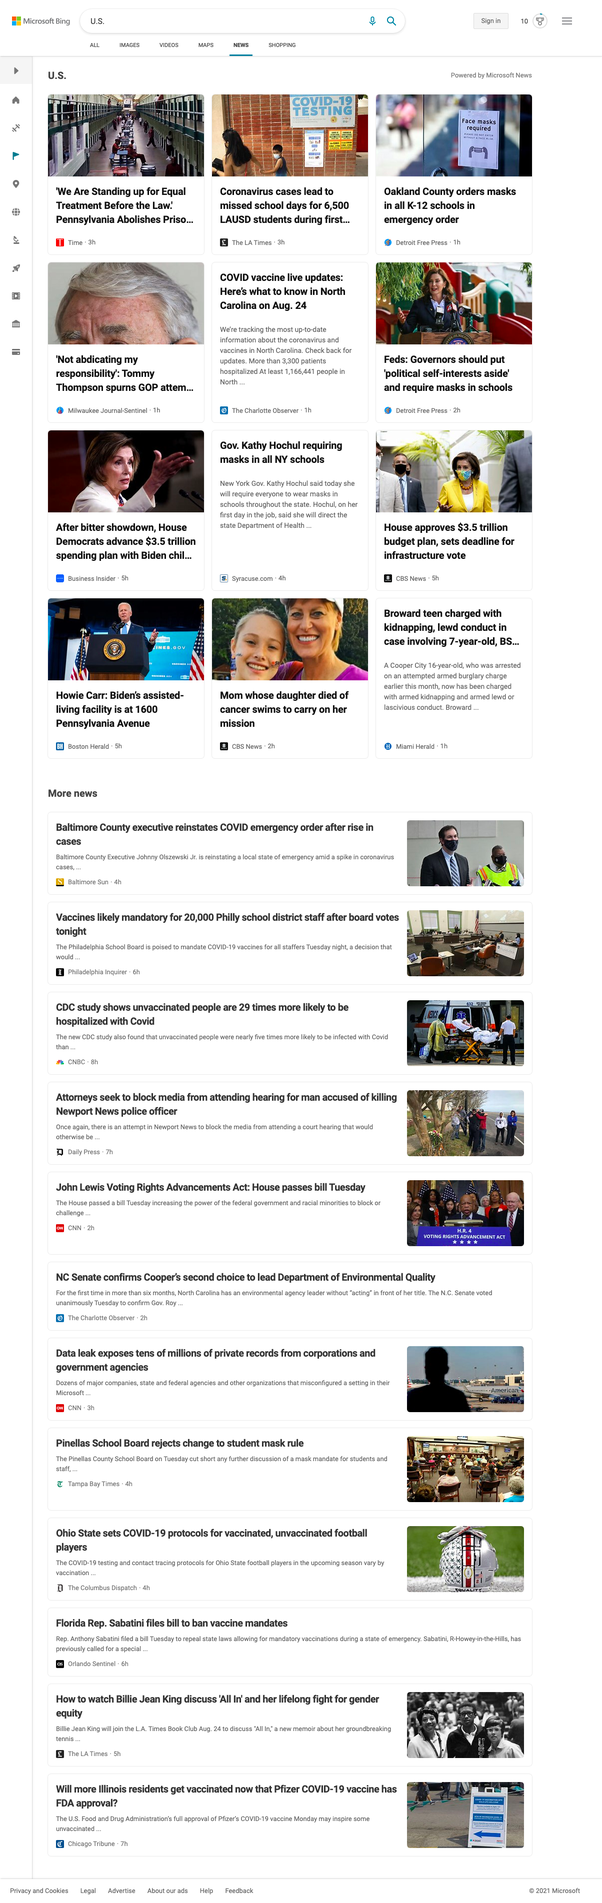 Microsoft Bing
U.S.
Sign in
10
ALL
IMAGES
VIDEOS
MAPS
NEWS
SHOPPING
U.S.
Powered by Microsoft News
'We Are Standing up for Equal
Treatment Before the Law.'
Pennsylvania Abolishes Priso...
Time · 3h
COVID-19
TESTING
Coronavirus cases lead to
missed school days for 6,500
LAUSD students during first...
The LA Times · 3h
Face masks
required
Oakland County orders masks
in all K-12 schools in
emergency order
Detroit Free Press · 1h
'Not abdicating my
responsibility': Tommy
Thompson spurns GOP attem...
Milwaukee Journal-Sentinel · 1h
COVID vaccine live updates:
Here's what to know in North
Carolina on Aug. 24
We're tracking the most up-to-date
information about the coronavirus and
vaccines in North Carolina. Check back for
updates. More than 3,300 patients
hospitalized At least 1,166,441 people in
North ...
The Charlotte Observer · 1h
Feds: Governors should put
'political self-interests aside'
and require masks in schools
Detroit Free Press · 2h
After bitter showdown, House
Democrats advance $3.5 trillion
spending plan with Biden chil...
Business Insider · 5h
Gov. Kathy Hochul requiring
masks in all NY schools
New York Gov. Kathy Hochul said today she
will require everyone to wear masks in
schools throughout the state. Hochul, on her
first day in the job, said she will direct the
state Department of Health ...
Syracuse.com · 4h
House approves $3.5 trillion
budget plan, sets deadline for
infrastructure vote
CBS News · 5h
Howie Carr: Biden's assisted-
living facility is at 1600
Pennsylvania Avenue
Boston Herald · 5h
Mom whose daughter died of
cancer swims to carry on her
mission
CBS News · 2h
Broward teen charged with
kidnapping, lewd conduct in
case involving 7-year-old, BS...
A Cooper City 16-year-old, who was arrested
on an attempted armed burglary charge
earlier this month, now has been charged
with armed kidnapping and armed lewd or
lascivious conduct. Broward ...
Miami Herald · 1h
More news
Baltimore County executive reinstates COVID emergency order after rise in
cases
Baltimore County Executive Johnny Olszewski Jr. is reinstating a local state of emergency amid a spike in coronavirus
cases, ...
Baltimore Sun · 4h
Vaccines likely mandatory for 20,000 Philly school district staff after board votes
tonight
The Philadelphia School Board is poised to mandate COVID-19 vaccines for all staffers Tuesday night, a decision that
would ...
Philadelphia Inquirer · 6h
CDC study shows unvaccinated people are 29 times more likely to be
hospitalized with Covid
The new CDC study also found that unvaccinated people were nearly five times more likely to be infected with Covid
than ...
CNBC · 8h
Attorneys seek to block media from attending hearing for man accused of killing
Newport News police officer
Once again, there is an attempt in Newport News to block the media from attending a court hearing that would
otherwise be ...
Daily Press · 7h
John Lewis Voting Rights Advancements Act: House passes bill Tuesday
The House passed a bill Tuesday increasing the power of the federal government and racial minorities to block or
challenge ...
CNN · 2h
H.R. 4
VOTING RIGHTS ADVANCEMENT ACT
NC Senate confirms Cooper's second choice to lead Department of Environmental Quality
For the first time in more than six months, North Carolina has an environmental agency leader without "acting" in front of her title. The N.C. Senate voted
unanimously Tuesday to confirm Gov. Roy ...
The Charlotte Observer · 2h
Data leak exposes tens of millions of private records from corporations and
government agencies
Dozens of major companies, state and federal agencies and other organizations that misconfigured a setting in their
Microsoft ...
CNN · 3h
American
Pinellas School Board rejects change to student mask rule
The Pinellas County School Board on Tuesday cut short any further discussion of a mask mandate for students and
staff, ...
Tampa Bay Times · 4h
Ohio State sets COVID-19 protocols for vaccinated, unvaccinated football
players
The COVID-19 testing and contact tracing protocols for Ohio State football players in the upcoming season vary by
vaccination ...
The Columbus Dispatch · 4h
EQUALITY
Florida Rep. Sabatini files bill to ban vaccine mandates
Rep. Anthony Sabatini filed a bill Tuesday to repeal state laws allowing for mandatory vaccinations during a state of emergency. Sabatini, R-Howey-in-the-Hills, has
previously called for a special ...
Orlando Sentinel · 6h
How to watch Billie Jean King discuss 'All In' and her lifelong fight for gender
equity
Billie Jean King will join the L.A. Times Book Club Aug. 24 to discuss "All In," a new memoir about her groundbreaking
tennis ...
The LA Times · 5h
Will more Illinois residents get vaccinated now that Pfizer COVID-19 vaccine has
FDA approval?
The U.S. Food and Drug Administration's full approval of Pfizer's COVID-19 vaccine Monday may inspire some
unvaccinated ...
Chicago Tribune · 7h
Privacy and Cookies
Legal
Advertise
About our ads
Help
Feedback
© 2021 Microsoft